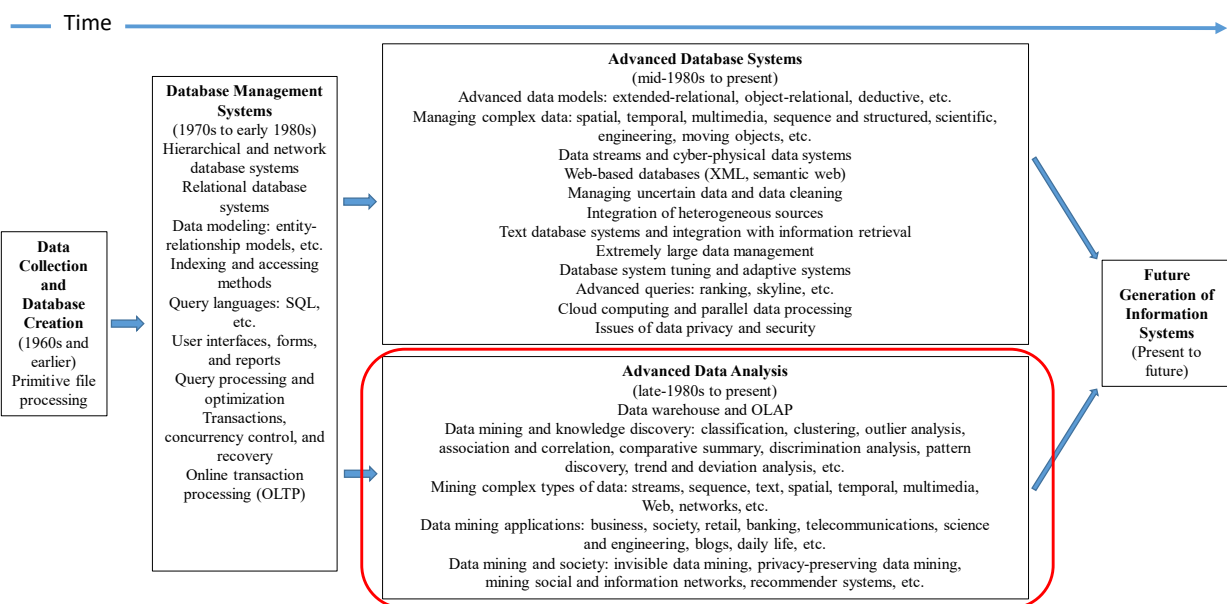 Time
Data
Collection
and
Database
Creation
(1960s and
earlier)
Primitive file
processing
Database Management
Systems
(1970s to early 1980s)
Hierarchical and network
database systems
Relational database
systems
Data modeling: entity-
relationship models, etc.
Indexing and accessing
methods
Query languages: SQL,
etc.
User interfaces, forms,
and reports
Query processing and
optimization
Transactions,
concurrency control, and
recovery
Online transaction
processing (OLTP)
Advanced Database Systems
(mid-1980s to present)
Advanced data models: extended-relational, object-relational, deductive, etc.
Managing complex data: spatial, temporal, multimedia, sequence and structured, scientific,
engineering, moving objects, etc.
Data streams and cyber-physical data systems
Web-based databases (XML, semantic web)
Managing uncertain data and data cleaning
Integration of heterogeneous sources
Text database systems and integration with information retrieval
Extremely large data management
Database system tuning and adaptive systems
Advanced queries: ranking, skyline, etc.
Cloud computing and parallel data processing
Issues of data privacy and security
Advanced Data Analysis
(late-1980s to present)
Data warehouse and OLAP
Data mining and knowledge discovery: classification, clustering, outlier analysis,
association and correlation, comparative summary, discrimination analysis, pattern
discovery, trend and deviation analysis, etc.
Mining complex types of data: streams, sequence, text, spatial, temporal, multimedia,
Web, networks, etc.
Data mining applications: business, society, retail, banking, telecommunications, science
and engineering, blogs, daily life, etc.
Data mining and society: invisible data mining, privacy-preserving data mining,
mining social and information networks, recommender systems, etc.
Future
Generation of
Information
Systems
(Present to
future)